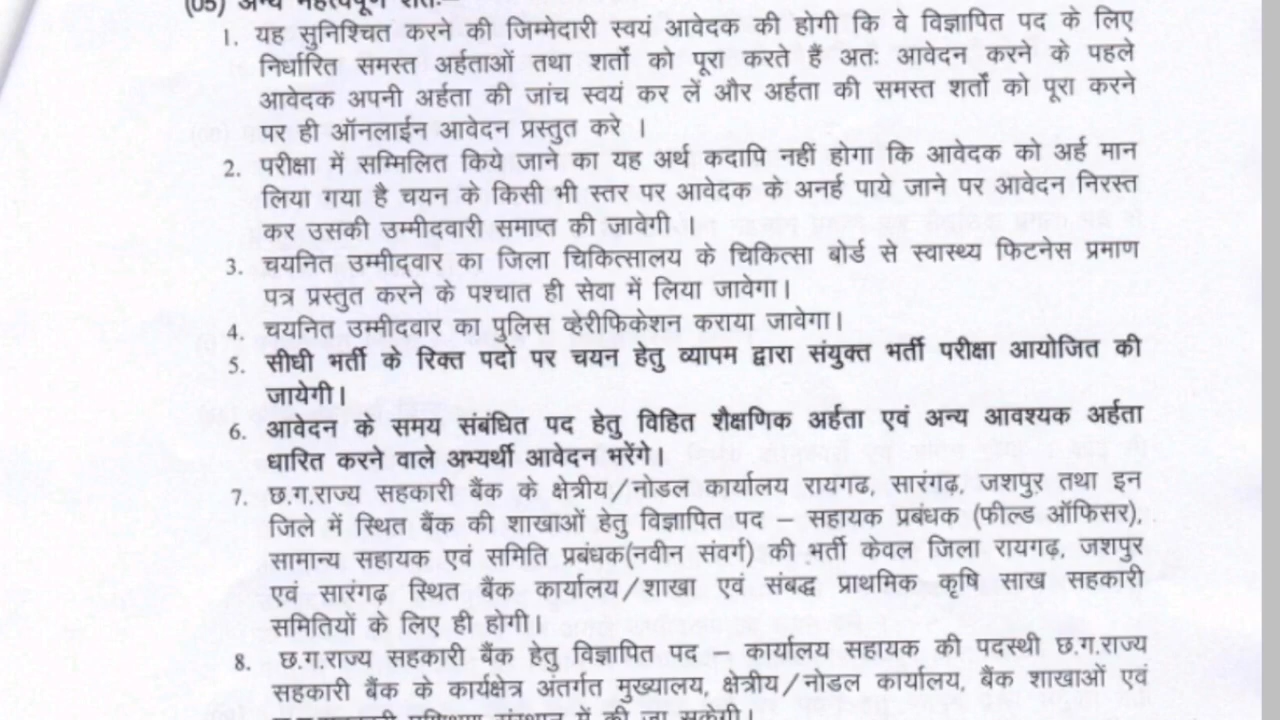 (05) अन्य महत्वपूर्ण शर्तः–
1. यह सुनिश्चित करने की जिम्मेदारी स्वयं आवेदक की होगी कि वे विज्ञापित पद के लिए
निर्धारित समस्त अर्हताओं तथा शर्तो को पूरा करते हैं अतः आवेदन करने के पहले
आवेदक अपनी अर्हता की जांच स्वयं कर लें और अर्हता की समस्त शर्तों को पूरा करने
पर ही ऑनलाईन आवेदन प्रस्तुत करे ।
2. परीक्षा में सम्मिलित किये जाने का यह अर्थ कदापि नहीं होगा कि आवेदक को अर्ह मान
लिया गया है चयन के किसी भी स्तर पर आवेदक के अनर्ह पाये जाने पर आवेदन निरस्त
कर उसकी उम्मीदवारी समाप्त की जावेगी ।
3. चयनित उम्मीद्वार का जिला चिकित्सालय के चिकित्सा बोर्ड से स्वास्थ्य फिटनेस प्रमाण
पत्र प्रस्तुत करने के पश्चात ही सेवा में लिया जावेगा।
4. चयनित उम्मीदवार का पुलिस व्हेरीफिकेशन कराया जावेगा।
5. सीधी भर्ती के रिक्त पदों पर चयन हेतु व्यापम द्वारा संयुक्त भर्ती परीक्षा आयोजित की
जायेगी।
6. आवेदन के समय संबंधित पद हेतु विहित शैक्षणिक अर्हता एवं अन्य आवश्यक अर्हता
धारित करने वाले अभ्यर्थी आवेदन भरेंगे।
7. छ.ग.राज्य सहकारी बैंक के क्षेत्रीय/नोडल कार्यालय रायगढ, सारंगढ़, जशपुर तथा इन
जिले में स्थित बैंक की शाखाओं हेतु विज्ञापित पद – सहायक प्रबंधक (फील्ड ऑफिसर),
सामान्य सहायक एवं समिति प्रबंधक(नवीन संवर्ग) की भर्ती केवल जिला रायगढ़, जशपुर
एवं सारंगढ़ स्थित बैंक कार्यालय/शाखा एवं संबद्ध प्राथमिक कृषि साख सहकारी
समितियों के लिए ही होगी।
8. छ.ग.राज्य सहकारी बैंक हेतु विज्ञापित पद – कार्यालय सहायक की पदस्थी छ.ग.राज्य
सहकारी बैंक के कार्यक्षेत्र अंतर्गत मुख्यालय, क्षेत्रीय/नोडल कार्यालय, बैंक शाखाओं एवं
में की जा सकेगी।